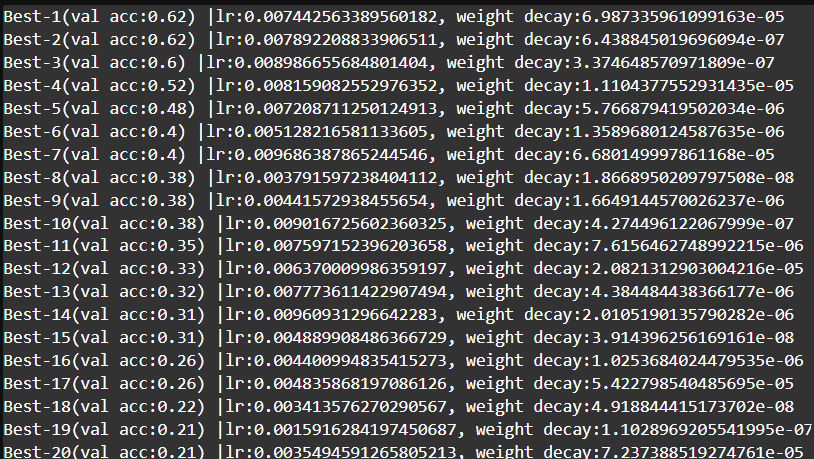 Best-1(val acc:0.62) |lr:0.007442563389560182, weight decay:6.987335961099163e-05
Best-2(val acc:0.62) |lr:0.007892208833906511, weight decay:6.438845019696094e-07
Best-3(val acc:0.6) |lr:0.008986655684801404, weight decay:3.374648570971809e-07
Best-4(val acc:0.52) |lr:0.008159082552976352, weight decay:1.1104377552931435e-05
Best-5(val acc:0.48) |lr:0.007208711250124913, weight decay:5.766879419502034e-06
Best-6(val acc:0.4) |lr:0.005128216581133605, weight decay:1.3589680124587635e-06
Best-7(val acc:0.4) |lr:0.009686387865244546, weight decay:6.680149997861168e-05
Best-8(val acc:0.38) |lr:0.003791597238404112, weight decay:1.8668950209797508e-08
Best-9(val acc:0.38) |lr:0.00441572938455654, weight decay:1.6649144570026237e-06
Best-10(val acc:0.38) |lr:0.009016725602360325, weight decay:4.274496122067999e-07
Best-11(val acc:0.35) |lr:0.007597152396203658, weight decay:7.6156462748992215e-06
Best-12(val acc:0.33) |lr:0.006370009986359197, weight decay:2.0821312903004216e-05
Best-13(val acc:0.32) |lr:0.007773611422907494, weight decay:4.384484438366177e-06
Best-14(val acc:0.31) |lr:0.00960931296642283, weight decay:2.0105190135790282e-06
Best-15(val acc:0.31) |lr:0.004889908486366729, weight decay:3.914396256169161e-08
Best-16(val acc:0.26) |lr:0.004400994835415273, weight decay:1.0253684024479535e-06
Best-17(val acc:0.26) |lr:0.004835868197086126, weight decay:5.422798540485695e-05
Best-18(val acc:0.22) |lr:0.003413576270290567, weight decay:4.918844415173702e-08
Best-19(val acc:0.21) |lr:0.0015916284197450687, weight decay:1.1028969205541995e-07
Best-20(val acc:0.21) |lr:0.0035494591265805213, weight decay:7.237388519274761e-05